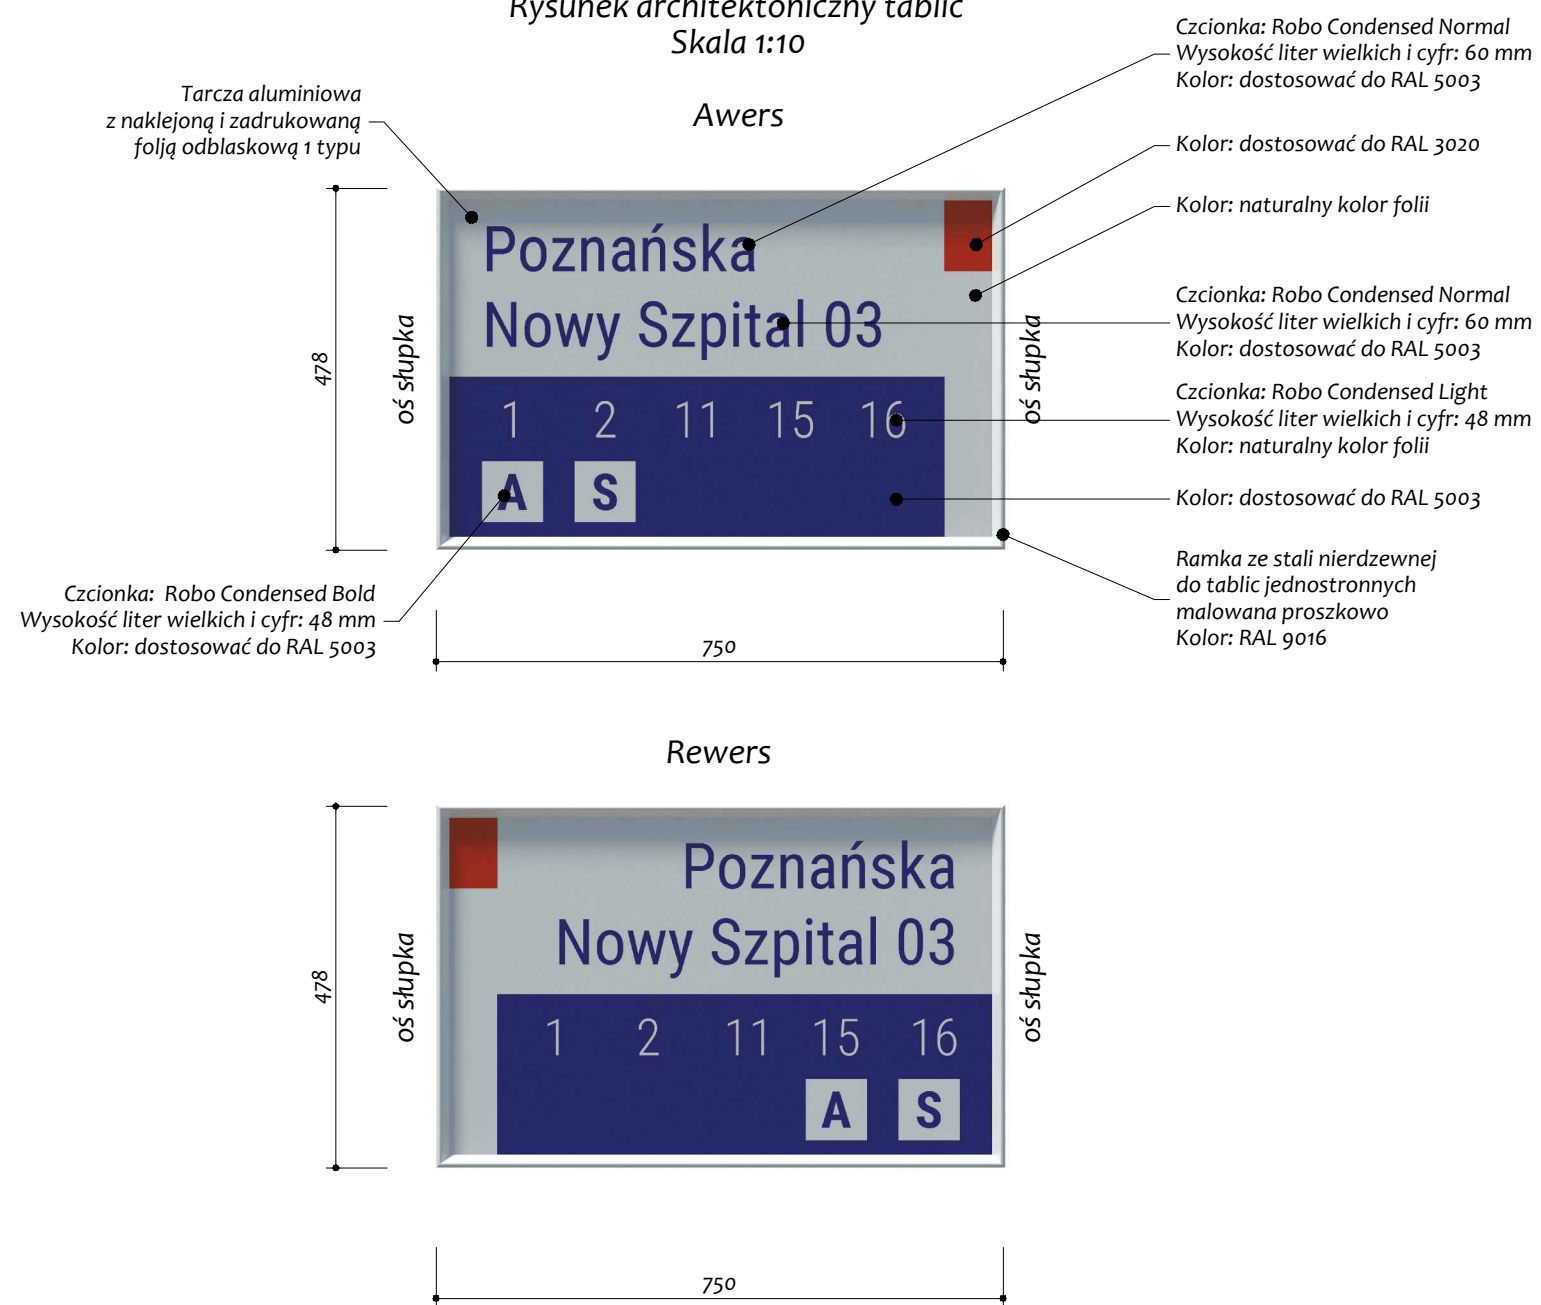 Rysunek architektoniczny tablic
Skala 1:10
Awers
Tarcza aluminiowa
z naklejoną i zadrukowaną
folją odblaskową 1 typu
Czcionka: Robo Condensed Normal
Wysokość liter wielkich i cyfr: 60 mm
Kolor: dostosować do RAL 5003
Kolor: dostosować do RAL 3020
Kolor: naturalny kolor folii
Czcionka: Robo Condensed Normal
Wysokość liter wielkich i cyfr: 60 mm
Kolor: dostosować do RAL 5003
Czcionka: Robo Condensed Light
Wysokość liter wielkich i cyfr: 48 mm
Kolor: naturalny kolor folii
Kolor: dostosować do RAL 5003
Ramka ze stali nierdzewnej
do tablic jednostronnych
malowana proszkowo
Kolor: RAL 9016
478
oś słupka
Poznańska
Nowy Szpital 03
1 2 11 15 16
A S
oś słupka
Czcionka: Robo Condensed Bold
Wysokość liter wielkich i cyfr: 48 mm
Kolor: dostosować do RAL 5003
750
Rewers
478
oś słupka
Poznańska
Nowy Szpital 03
1 2 11 15 16
A S
oś słupka
750